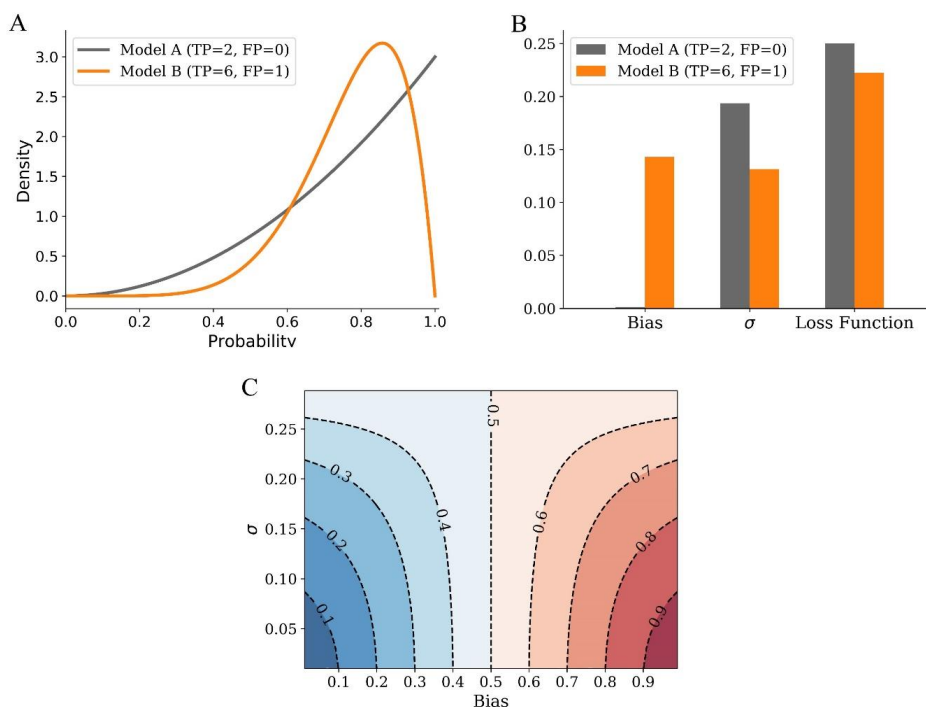 A
Model A (TP=2, FP=0)
Model B (TP=6, FP=1)
Density
3.0
2.5
2.0
1.5
1.0
0.5
0.0
0.0 0.2 0.4 0.6 0.8 1.0
Probability
B
Model A (TP=2, FP=0)
Model B (TP=6, FP=1)
0.25
0.20
0.15
0.10
0.05
0.00
Bias σ Loss Function
C
σ
0.25
0.20
0.15
0.10
0.05
0.1
0.2
0.3
0.4
0.5
0.6
0.7
0.8
0.9
0.1 0.2 0.3 0.4 0.5 0.6 0.7 0.8 0.9
Bias